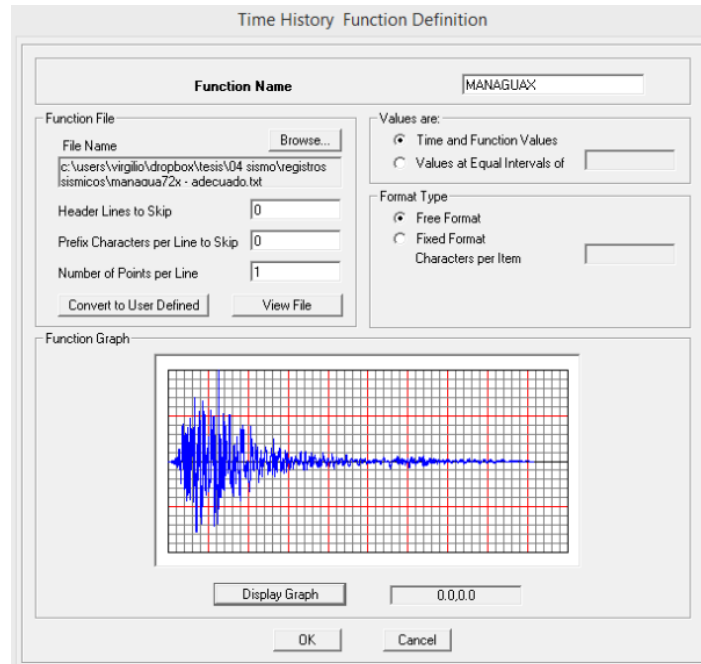 Time History Function Definition
Function Name
MANAGUAX
Function File
File Name
Browse...
c:\users\virgilio\dropbox\tesis\04 sismo\registros
sismicos\managua72x - adecuado.txt
Header Lines to Skip
0
Prefix Characters per Line to Skip
0
Number of Points per Line
1
Convert to User Defined
View File
Values are:
Time and Function Values
Values at Equal Intervals of
Format Type
Free Format
Fixed Format
Characters per Item
Function Graph
Display Graph
0.0,0.0
OK
Cancel